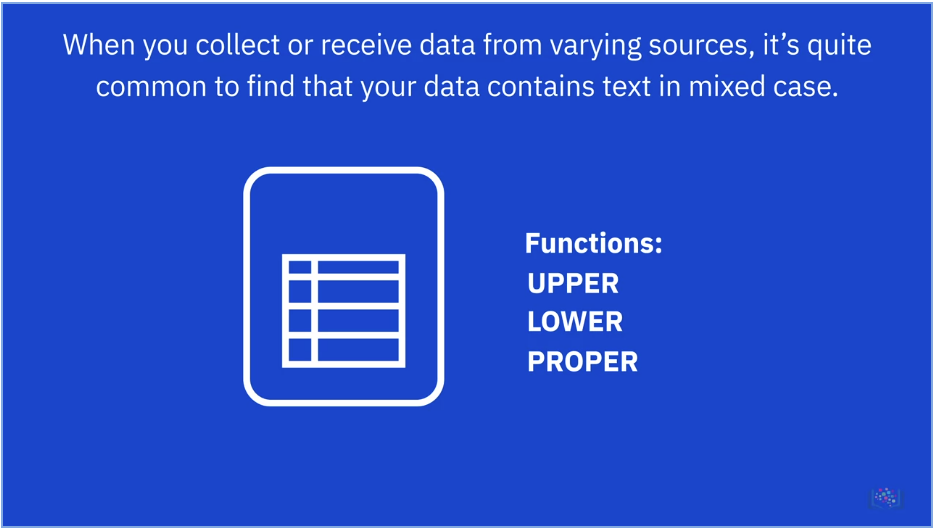 When you collect or receive data from varying sources, it’s quite
common to find that your data contains text in mixed case.
Functions:
UPPER
LOWER
PROPER